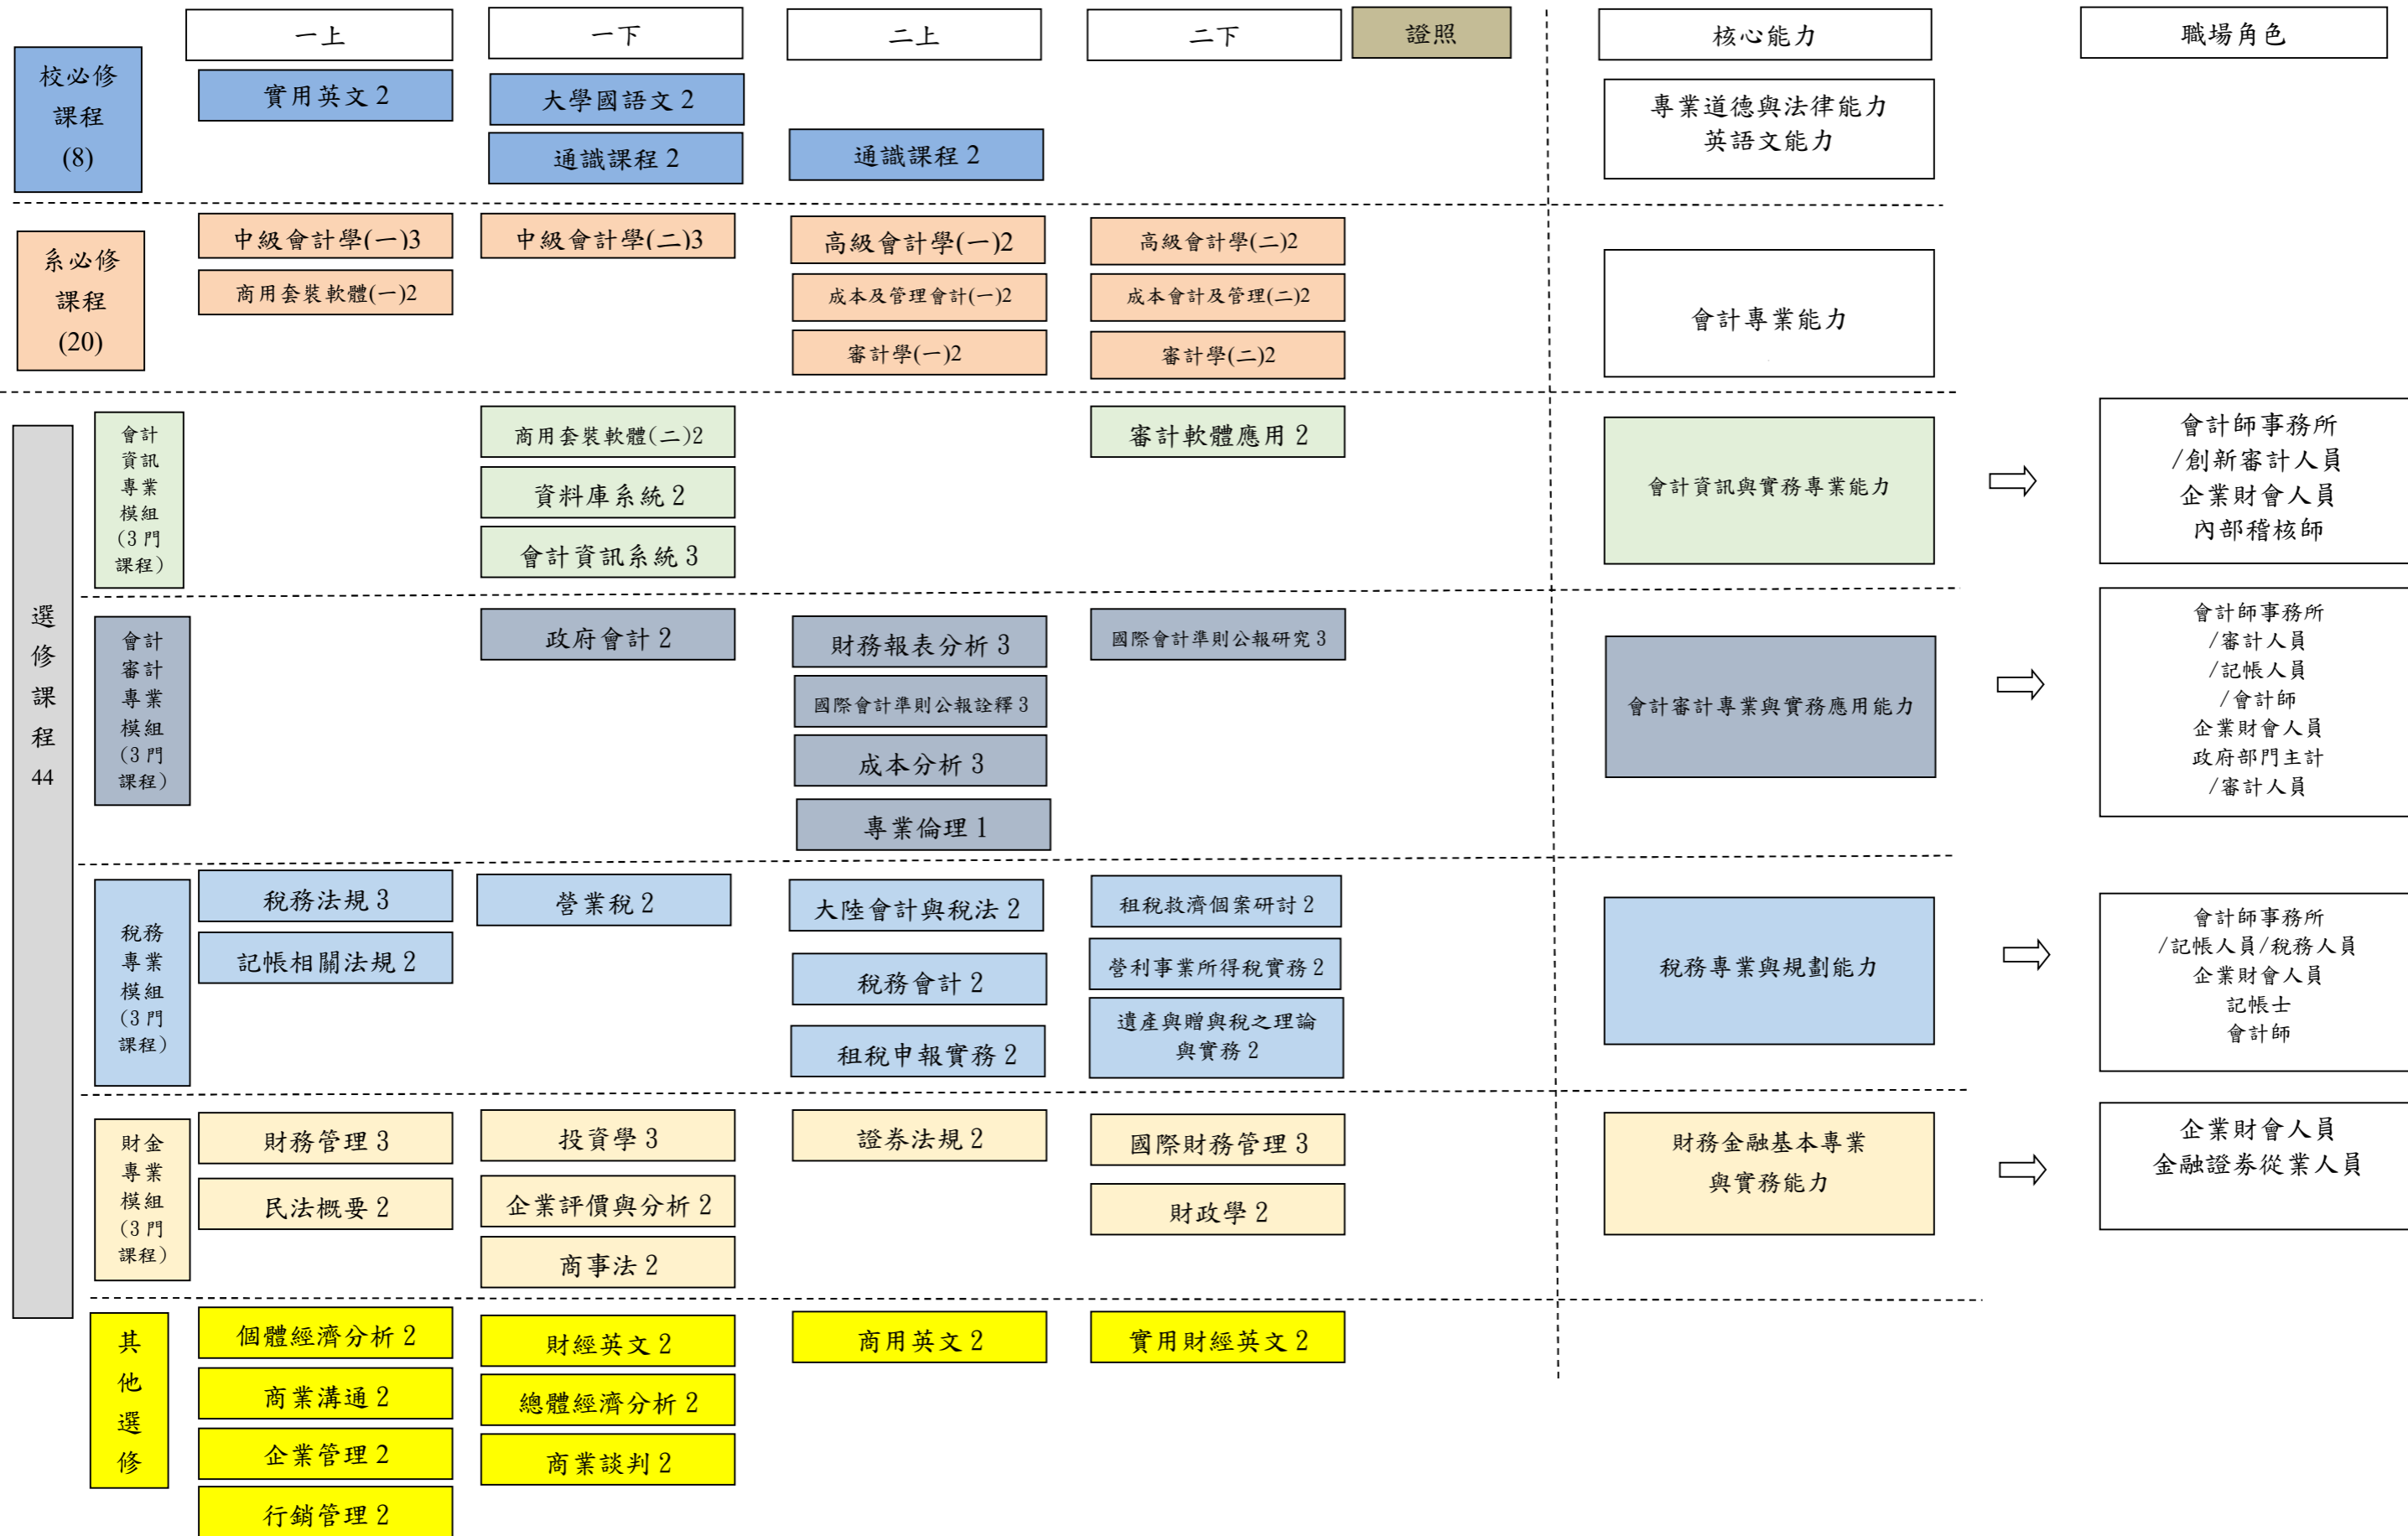 一上
一下
二上
二下
證照
核心能力
職場角色
校必修
課程
(8)
實用英文 2
大學國語文 2
通識課程 2
通識課程 2
專業道德與法律能力
英語文能力
系必修
課程
(20)
中級會計學(一)3
中級會計學(二)3
高級會計學(一)2
高級會計學(二)2
商用套裝軟體(一)2
成本及管理會計(一)2
成本會計及管理(二)2
審計學(一)2
審計學(二)2
會計專業能力
選
修
課
程
44
會計
資訊
專業
模組
(3 門
課程)
商用套裝軟體(二)2
審計軟體應用 2
資料庫系統 2
會計資訊系統 3
會計資訊與實務專業能力
會計師事務所
/創新審計人員
企業財會人員
內部稽核師
會計
審計
專業
模組
(3 門
課程)
政府會計 2
財務報表分析 3
國際會計準則公報研究 3
國際會計準則公報詮釋 3
成本分析 3
專業倫理 1
會計審計專業與實務應用能力
會計師事務所
/審計人員
/記帳人員
/會計師
企業財會人員
政府部門主計
/審計人員
稅務
專業
模組
(3 門
課程)
稅務法規 3
營業稅 2
大陸會計與稅法 2
租稅救濟個案研討 2
記帳相關法規 2
稅務會計 2
營利事業所得稅實務 2
租稅申報實務 2
遺產與贈與稅之理論
與實務 2
稅務專業與規劃能力
會計師事務所
/記帳人員/稅務人員
企業財會人員
記帳士
會計師
財金
專業
模組
(3 門
課程)
財務管理 3
投資學 3
證券法規 2
國際財務管理 3
民法概要 2
企業評價與分析 2
財政學 2
商事法 2
財務金融基本專業
與實務能力
企業財會人員
金融證券從業人員
其
他
選
修
個體經濟分析 2
財經英文 2
商用英文 2
實用財經英文 2
商業溝通 2
總體經濟分析 2
企業管理 2
商業談判 2
行銷管理 2